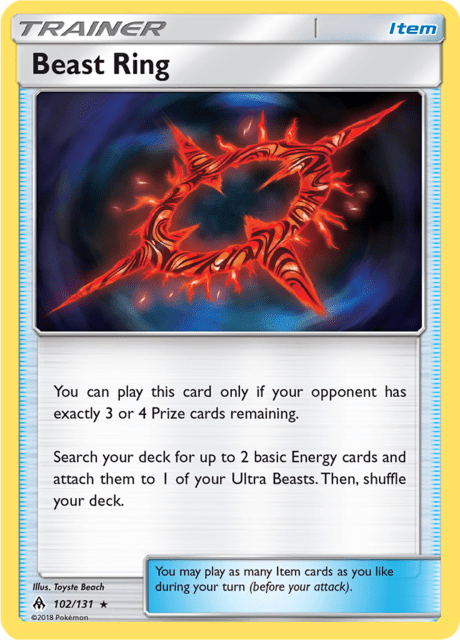 TRAINER Item
Beast Ring
You can play this card only if your opponent has
exactly 3 or 4 Prize cards remaining.
Search your deck for up to 2 basic Energy cards and
attach them to 1 of your Ultra Beasts. Then, shuffle
your deck.
You may play as many Item cards as you like
during your turn (before your attack).
Illus. Toyste Beach
102/131 ★
©2018 Pokémon